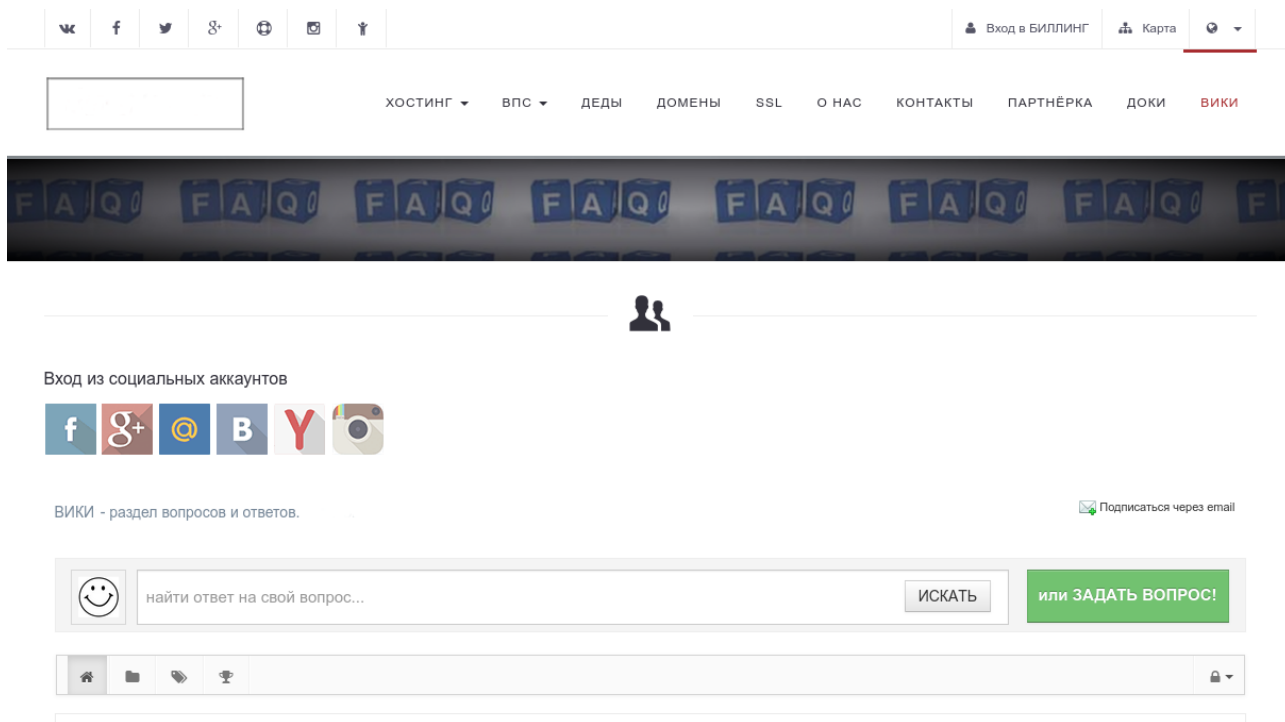 Вход в БИЛЛИНГ Карта
ХОСТИНГ ВПС ДЕДЫ ДОМЕНЫ SSL О НАС КОНТАКТЫ ПАРТНЁРКА ДОКИ ВИКИ
FAQ FAQ FAQ FAQ FAQ FAQ FAQ F
Вход из социальных аккаунтов
ВИКИ - раздел вопросов и ответов.
Подписаться через email
найти ответ на свой вопрос...
ИСКАТЬ
или ЗАДАТЬ ВОПРОС!